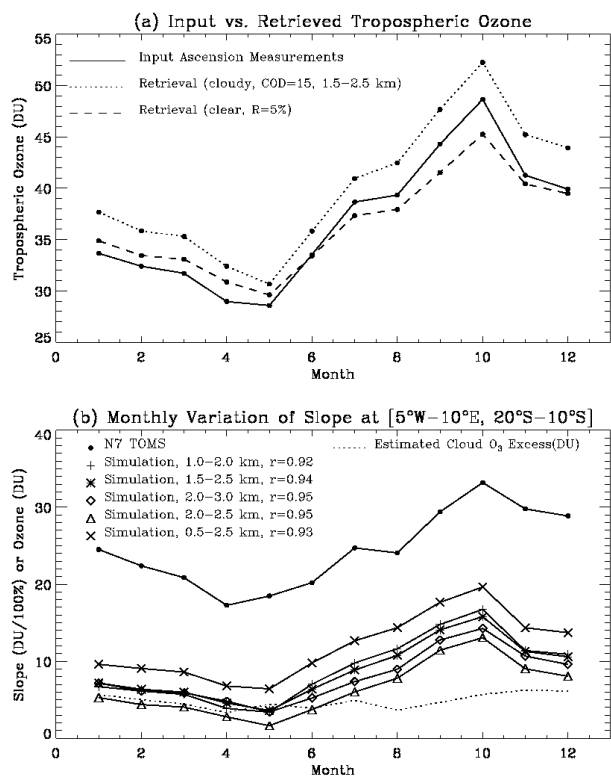 (a) Input vs. Retrieved Tropospheric Ozone
55
50
45
40
35
30
25
Tropospheric Ozone (DU)
Input Ascension Measurements
Retrieval (cloudy, COD=15, 1.5-2.5 km)
Retrieval (clear, R=5%)
0 2 4 6 8 10 12
Month
(b) Monthly Variation of Slope at [5°W-10°E, 20°S-10°S]
40
30
20
10
0
Slope (DU/100%) or Ozone (DU)
N7 TOMS
Simulation, 1.0-2.0 km, r=0.92
Simulation, 1.5-2.5 km, r=0.94
Simulation, 2.0-3.0 km, r=0.95
Simulation, 2.0-2.5 km, r=0.95
Simulation, 0.5-2.5 km, r=0.93
Estimated Cloud O₃ Excess(DU)
0 2 4 6 8 10 12
Month